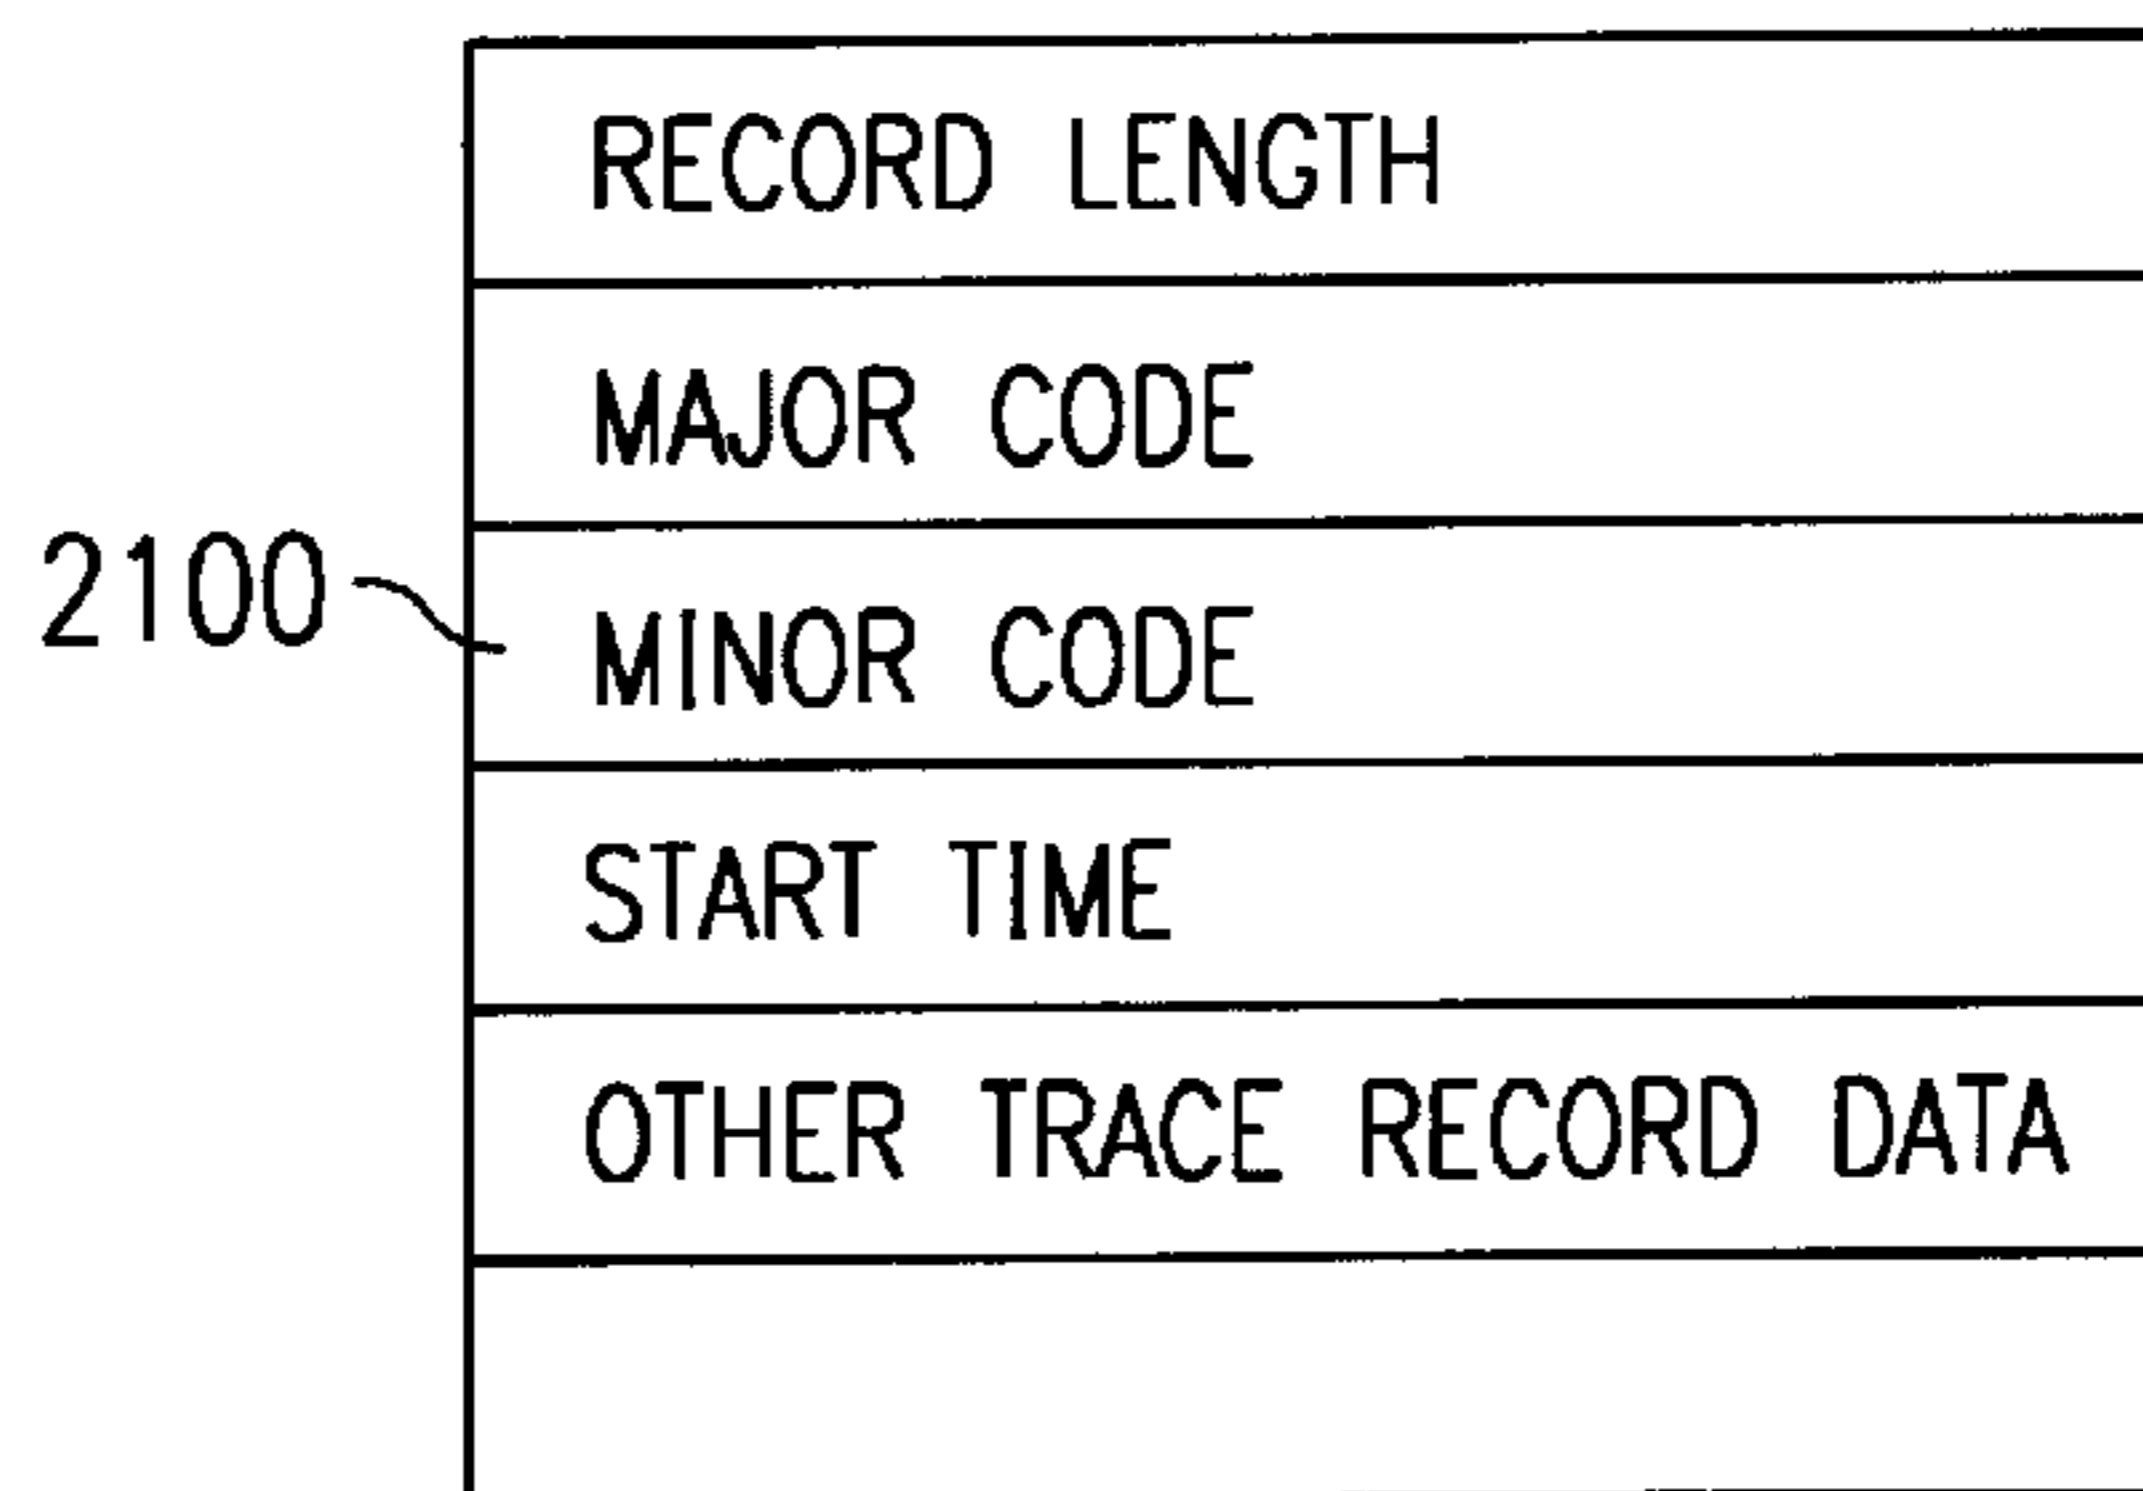 RECORD LENGTH
MAJOR CODE
2100
MINOR CODE
START TIME
OTHER TRACE RECORD DATA